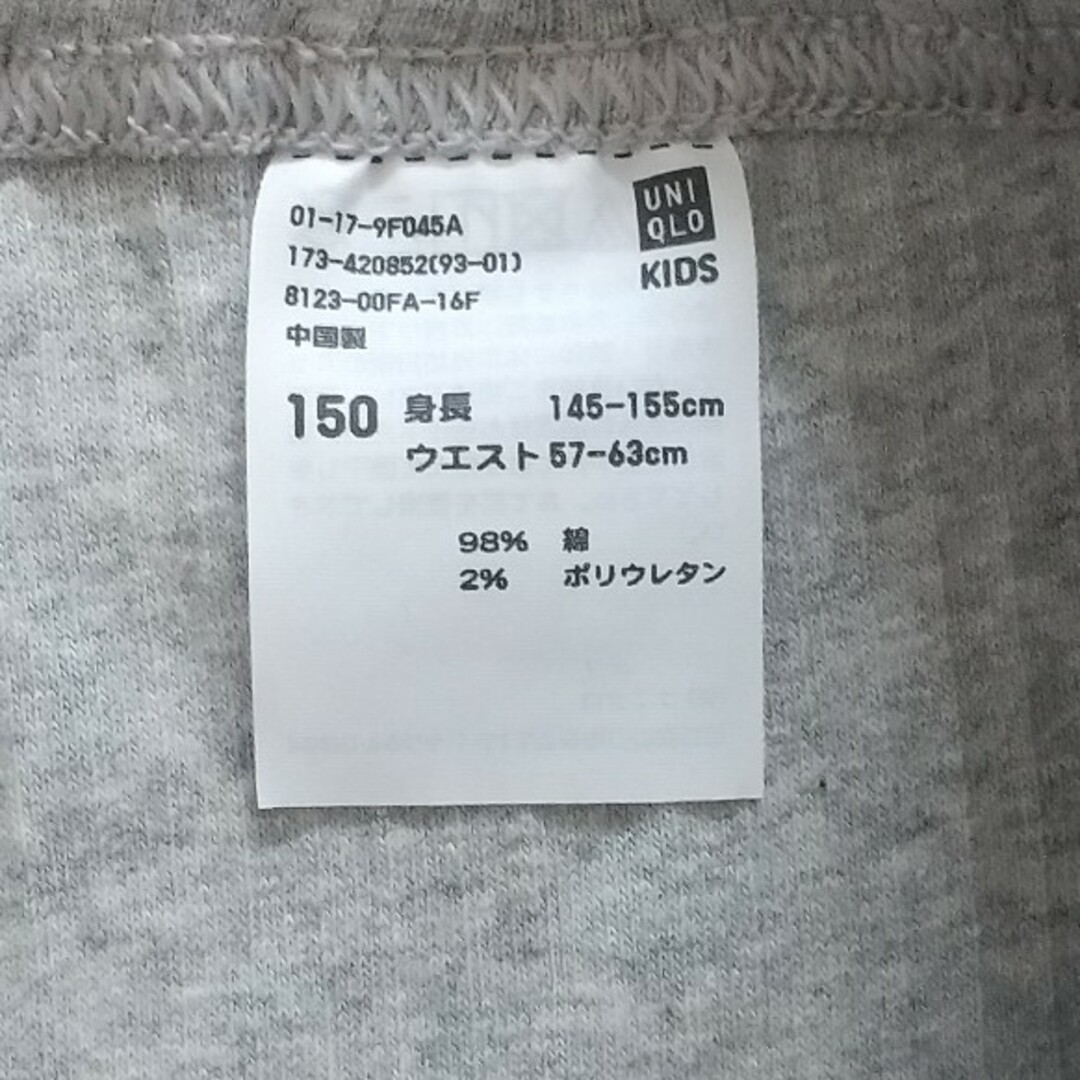 UNI
QLO
KIDS
01-17-9F045A
173-420852(93-01)
8123-00FA-16F
中国製
150 身長 145-155cm
ウエスト 57-63cm
98% 綿
2% ポリウレタン